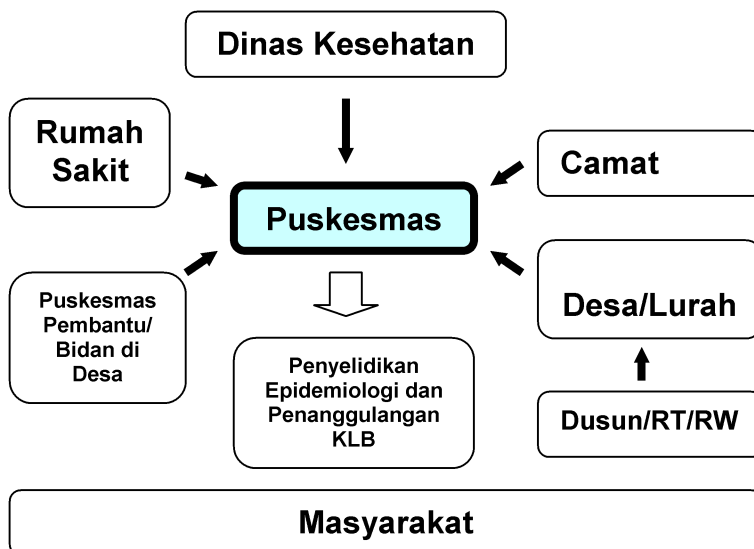 Dinas Kesehatan
Rumah
Sakit
Camat
Puskesmas
Puskesmas
Pembantu/
Bidan di
Desa
Desa/Lurah
Penyelidikan
Epidemiologi dan
Penanggulangan
KLB
Dusun/RT/RW
Masyarakat